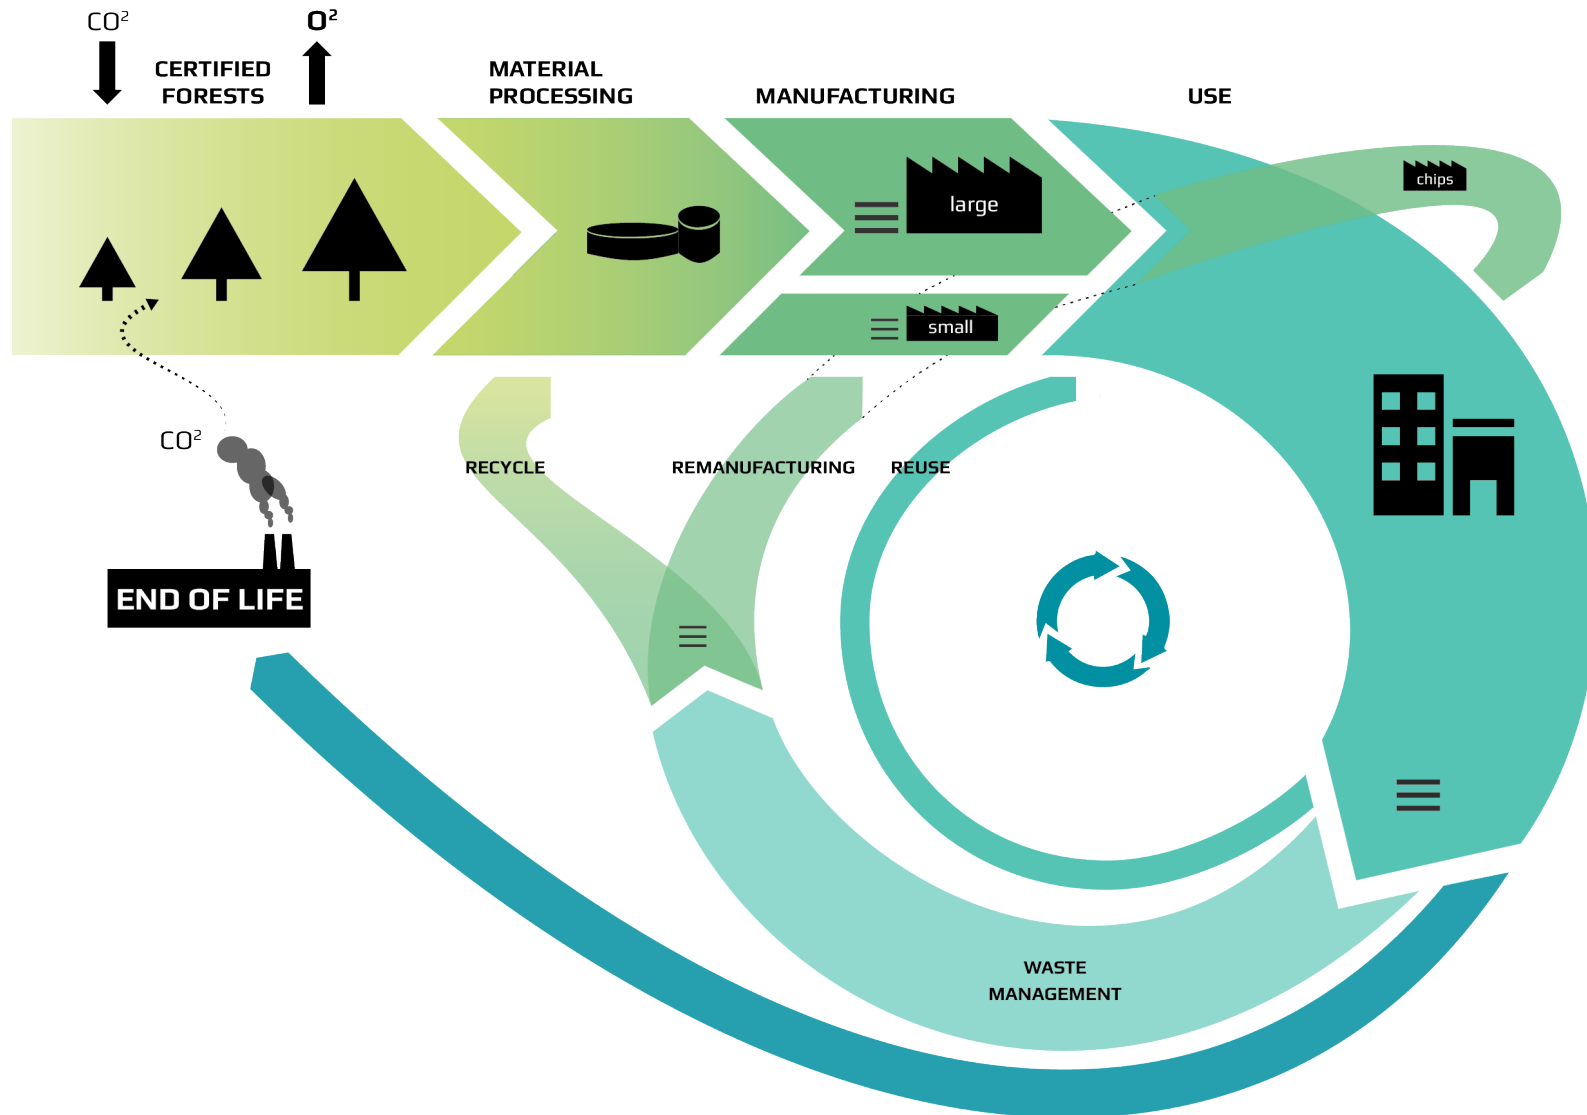 CO²
O²
CERTIFIED
FORESTS
MATERIAL
PROCESSING
MANUFACTURING
USE
chips
large
small
CO²
RECYCLE
REMANUFACTURING
REUSE
END OF LIFE
WASTE
MANAGEMENT